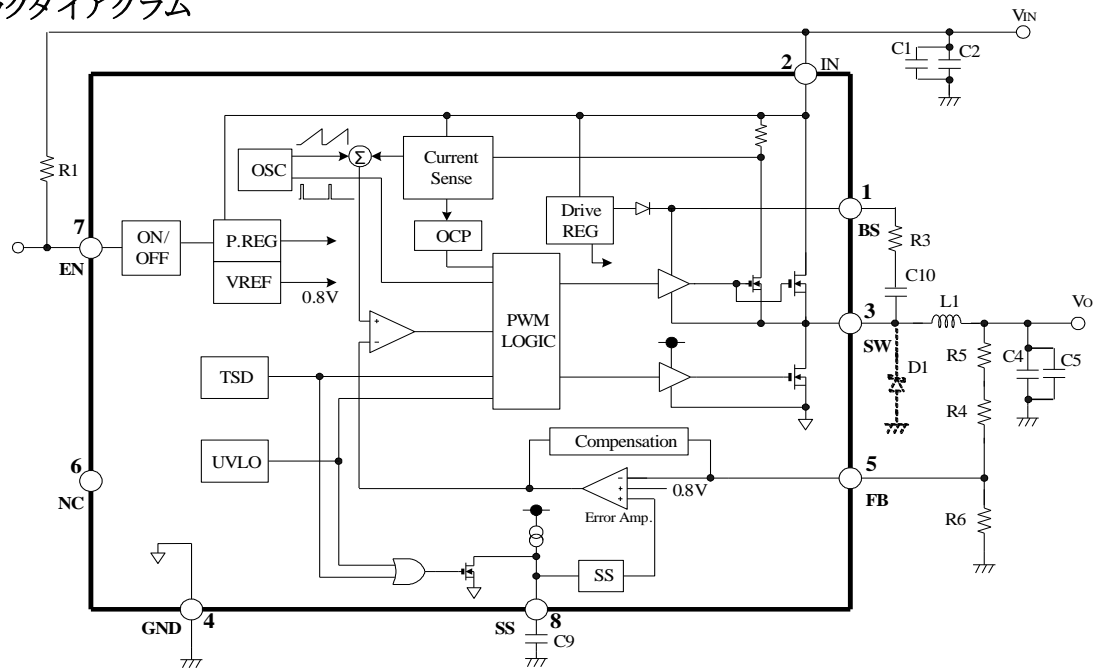 ックダイアグラム
VIN
C1
C2
2
IN
R1
OSC
Σ
Current
Sense
1
BS
7
EN
ON/
OFF
P.REG
VREF
0.8V
OCP
Drive
REG
R3
C10
L1
VO
3
SW
PWM
LOGIC
D1
R5
C4
C5
R4
TSD
UVLO
6
NC
Compensation
0.8V
Error Amp.
5
FB
R6
SS
GND
4
SS
8
C9